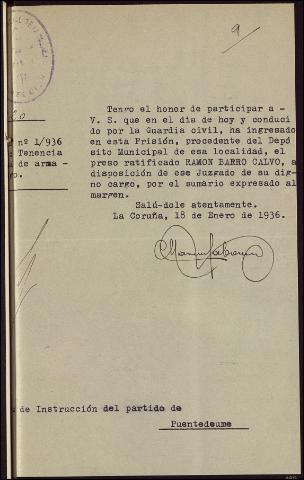 9
Tengo el honor de participar a
V. S. que en el dia de hoy y conduci
do por la Guardia civil, ha ingresado
nº 1/936
en esta Prisión, procedente del Depó
Tenencia
sito Municipal de esa localidad, el
de arma-
preso ratificado RAMON BARRO CALVO, a
disposición de ese Juzgado de su dig-
no cargo, por el sumario expresado al
margen.
Salú-dole atentamente.
La Coruña, 18 de Enero de 1936.
de Instrucción del partido de
Puentedeume